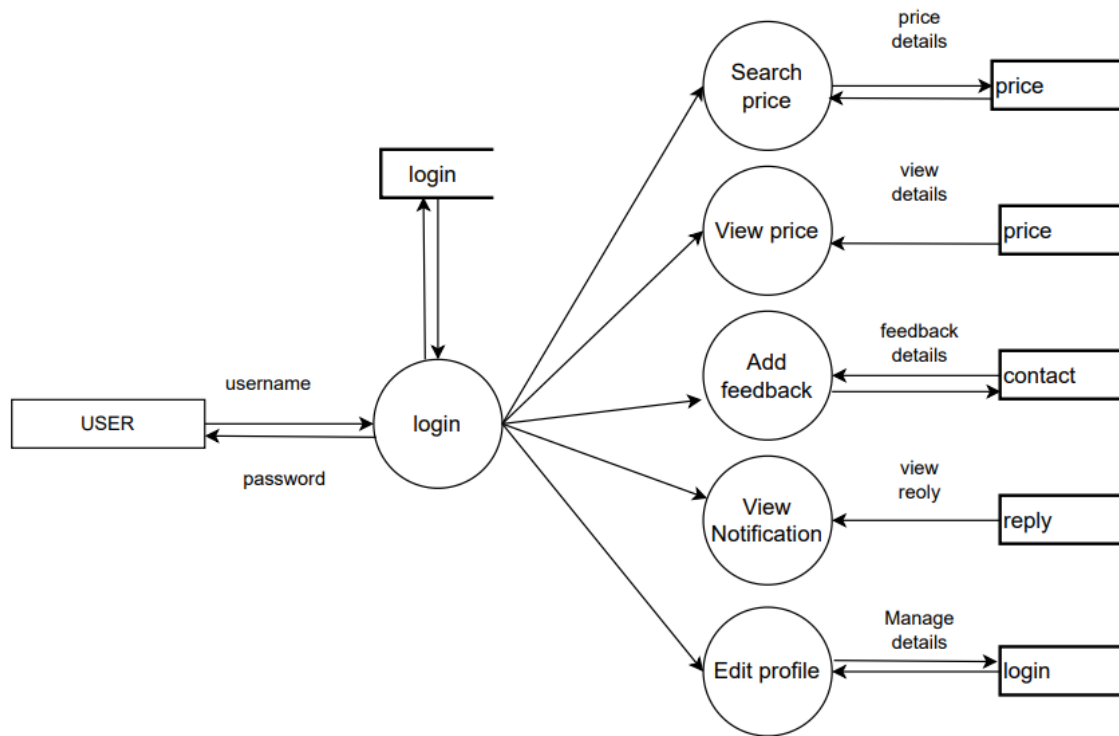 price
details
Search
price
price
login
view
details
View price
price
feedback
details
Add
feedback
contact
username
USER
login
password
view
reoly
View
Notification
reply
Manage
details
Edit profile
login